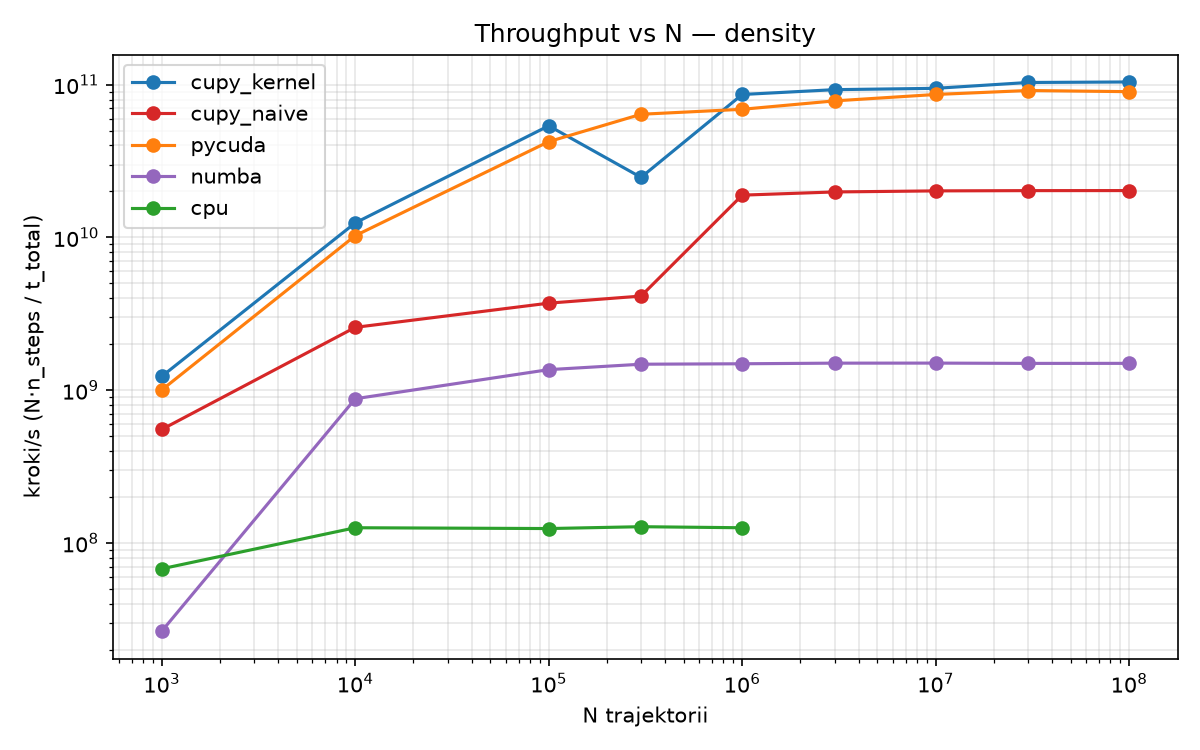 Throughput vs N — density
cupy_kernel
cupy_naive
pycuda
numba
cpu
kroki/s (N·n_steps / t_total)
10¹¹
10¹⁰
10⁹
10⁸
10³ 10⁴ 10⁵ 10⁶ 10⁷ 10⁸
N trajektorii